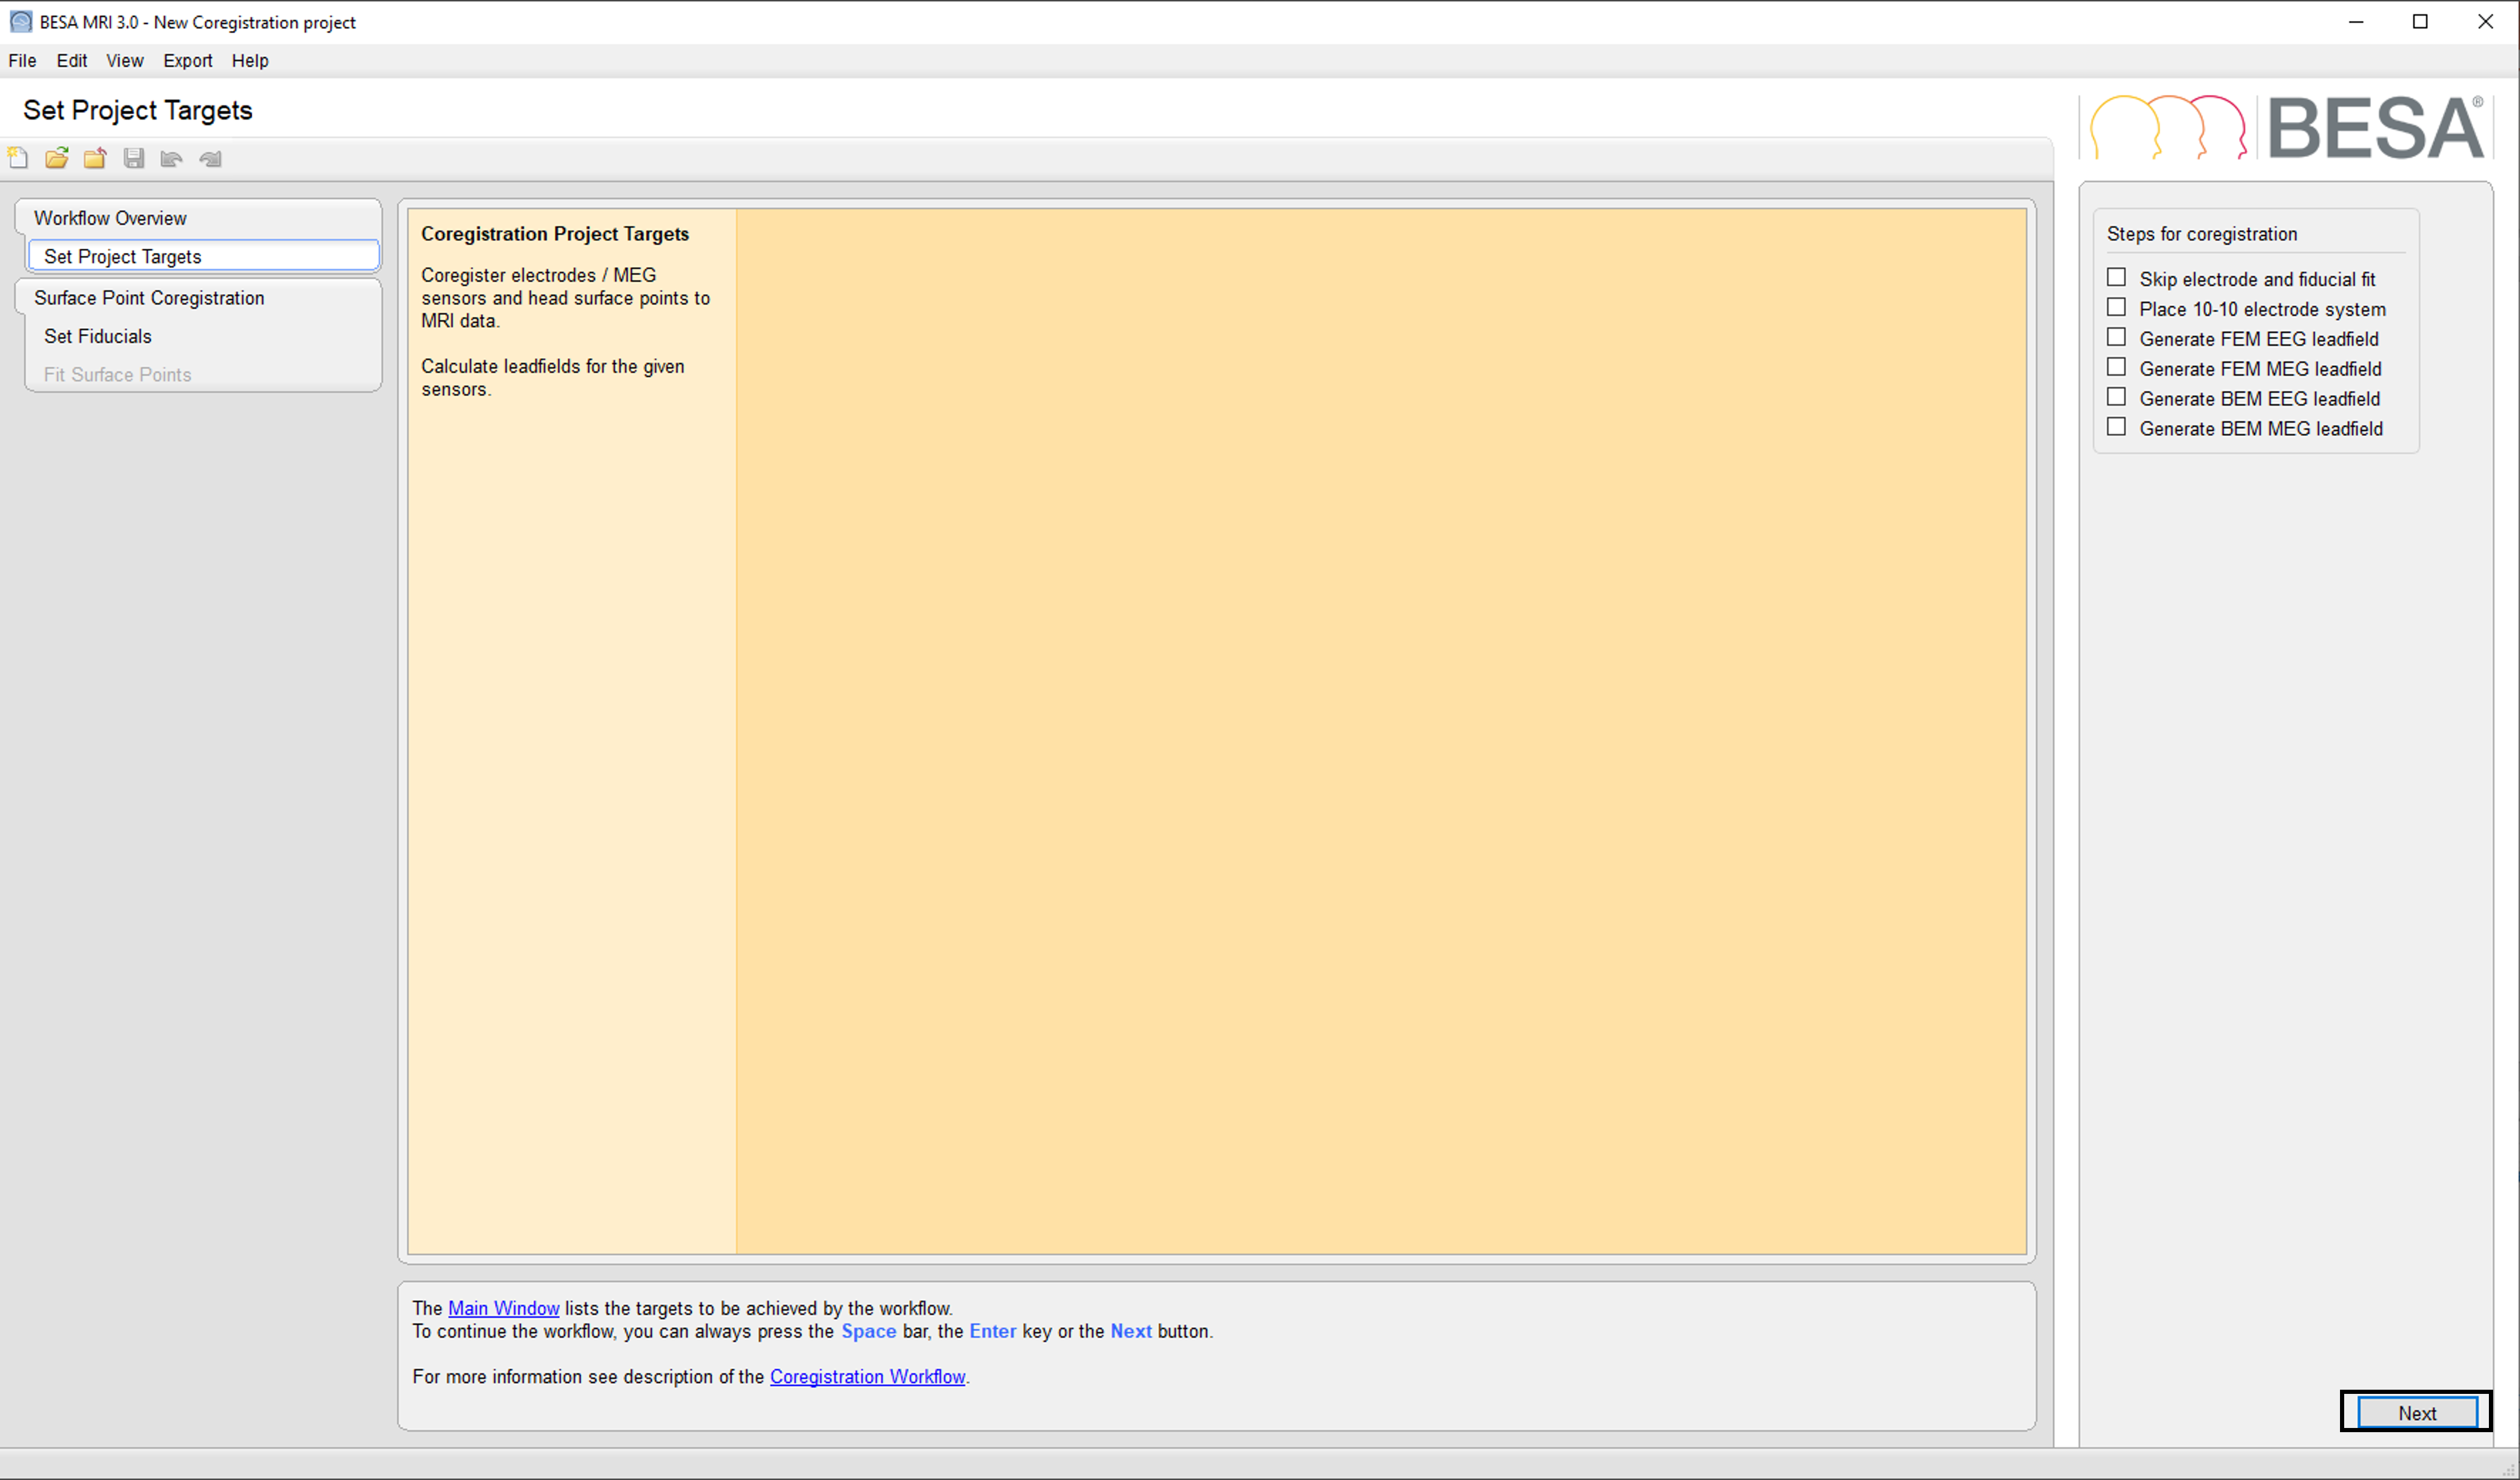 BESA MRI 3.0 - New Coregistration project
File Edit View Export Help
Set Project Targets
BESA®
Workflow Overview
Set Project Targets
Surface Point Coregistration
Set Fiducials
Fit Surface Points
Coregistration Project Targets
Coregister electrodes / MEG
sensors and head surface points to
MRI data.
Calculate leadfields for the given
sensors.
Steps for coregistration
Skip electrode and fiducial fit
Place 10-10 electrode system
Generate FEM EEG leadfield
Generate FEM MEG leadfield
Generate BEM EEG leadfield
Generate BEM MEG leadfield
The Main Window lists the targets to be achieved by the workflow.
To continue the workflow, you can always press the Space bar, the Enter key or the Next button.
For more information see description of the Coregistration Workflow.
Next